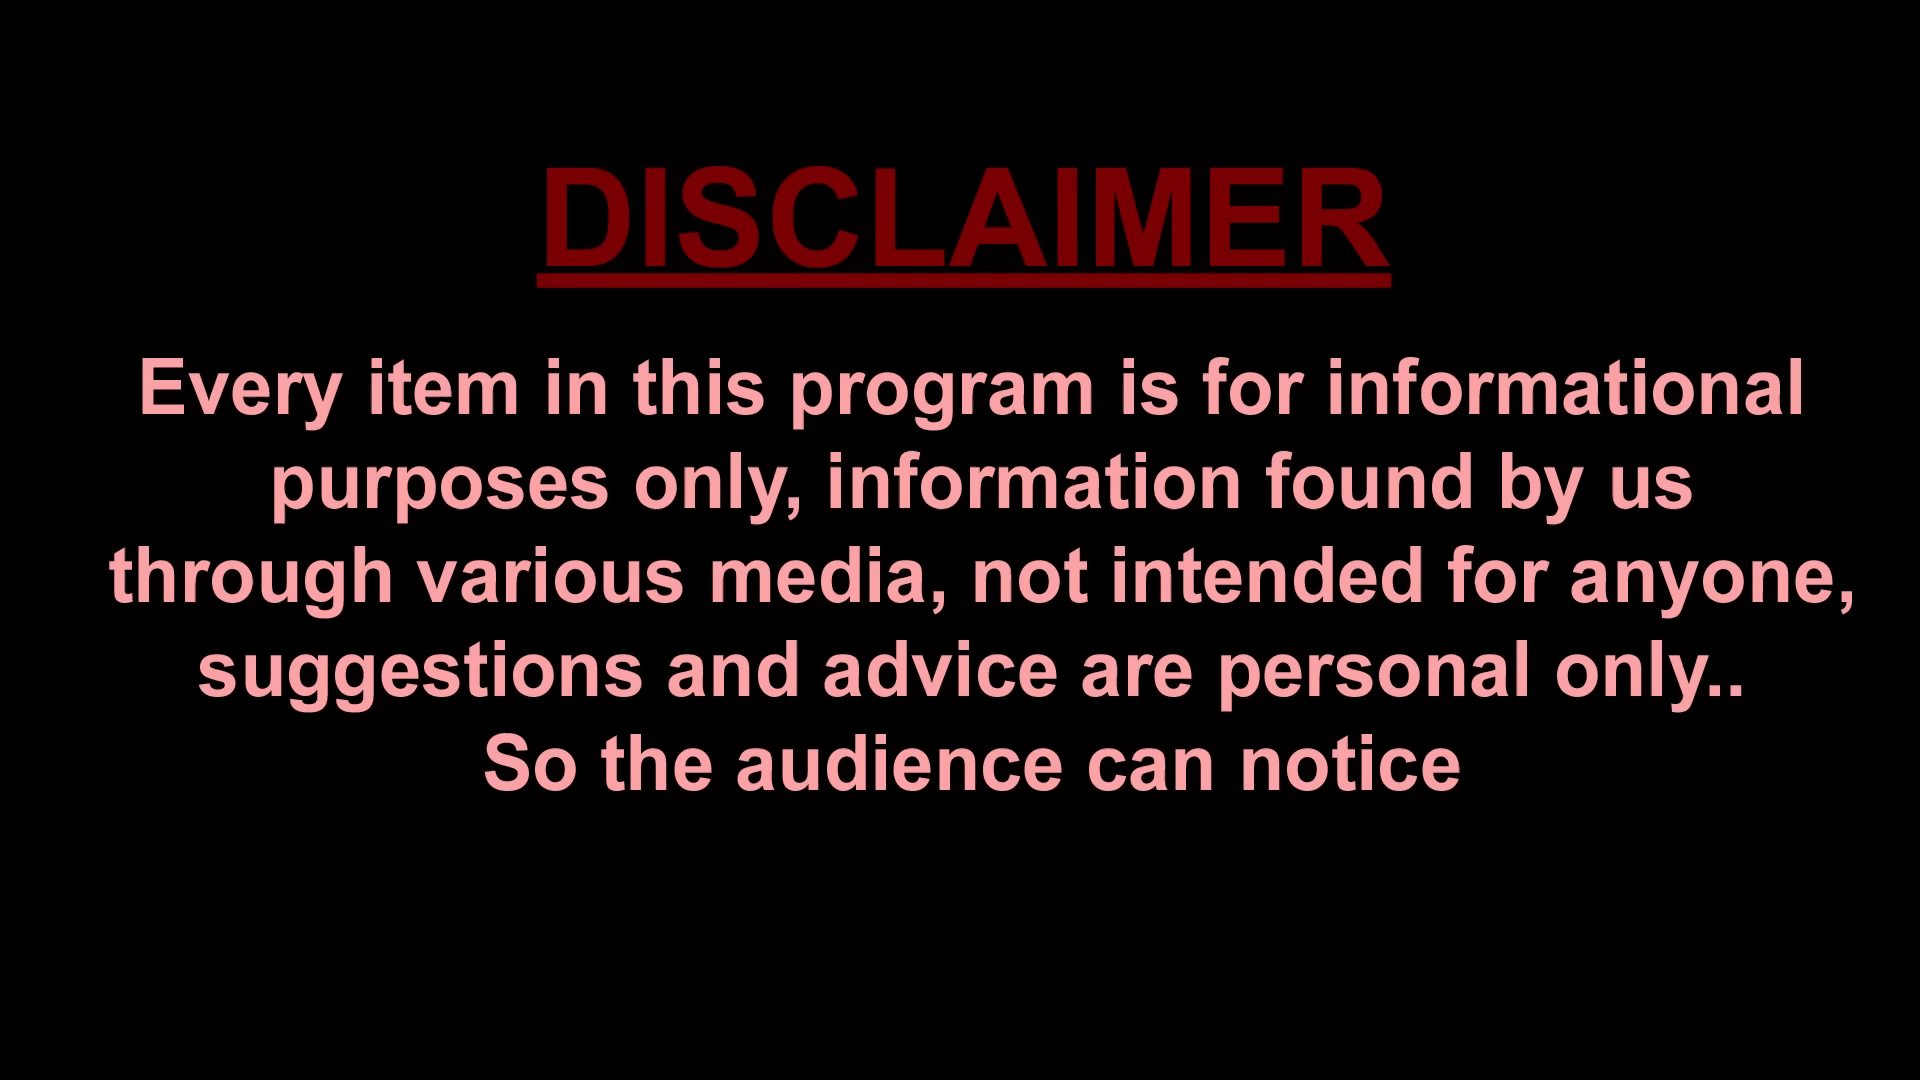 DISCLAIMER
Every item in this program is for informational
purposes only, information found by us
through various media, not intended for anyone,
suggestions and advice are personal only..
So the audience can notice